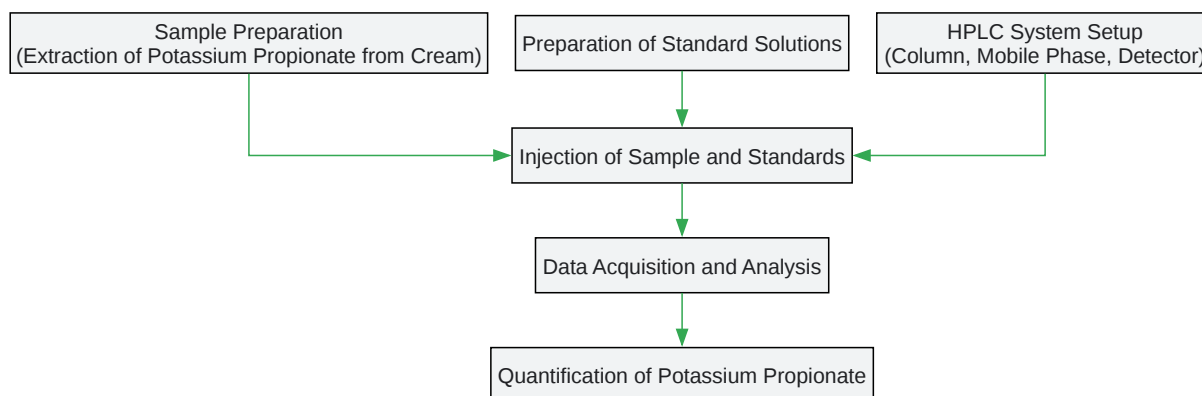 Sample Preparation
(Extraction of Potassium Propionate from Cream)
Preparation of Standard Solutions
HPLC System Setup
(Column, Mobile Phase, Detector)
Injection of Sample and Standards
Data Acquisition and Analysis
Quantification of Potassium Propionate